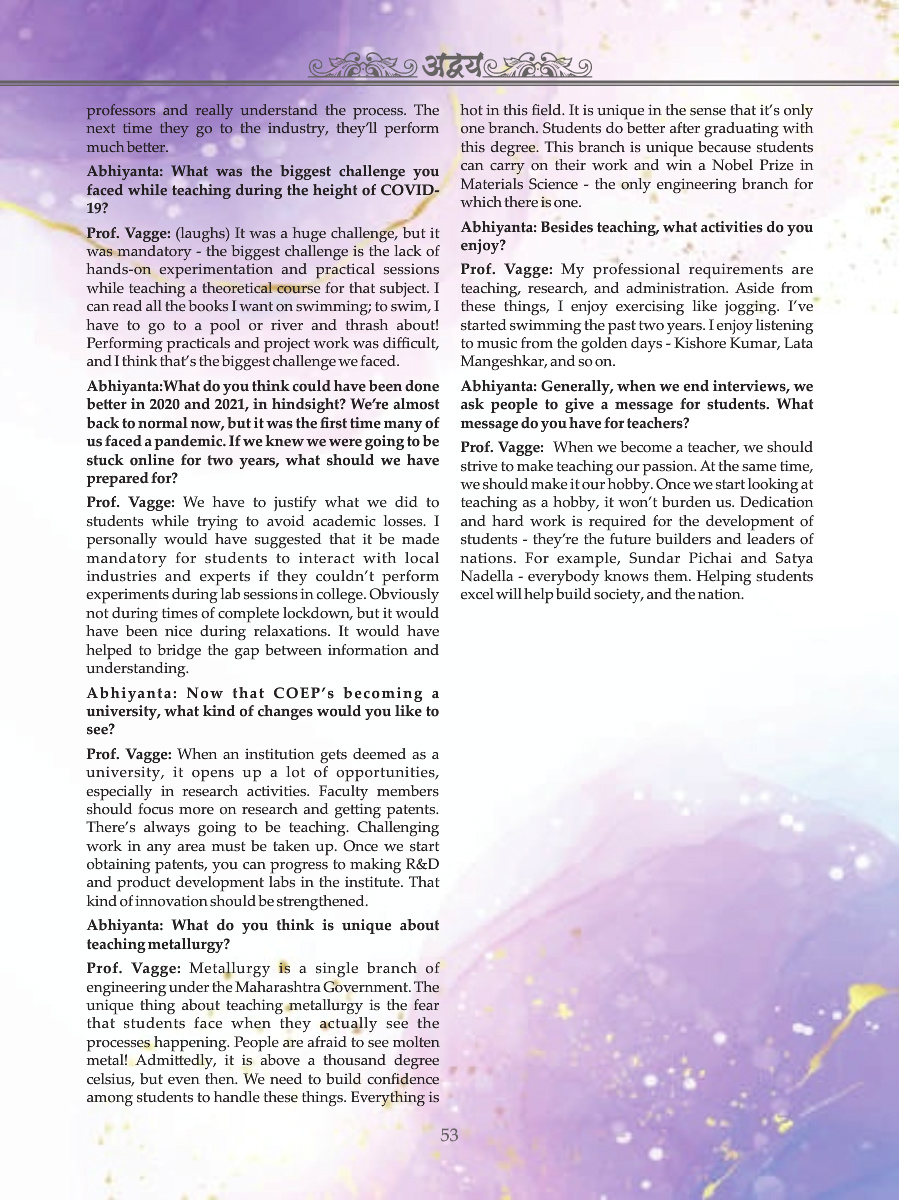 अद्वय
professors and really understand the process. The
next time they go to the industry, they'll perform
much better.
Abhiyanta: What was the biggest challenge you
faced while teaching during the height of COVID-
19?
Prof. Vagge: (laughs) It was a huge challenge, but it
was mandatory - the biggest challenge is the lack of
hands-on experimentation and practical sessions
while teaching a theoretical course for that subject. I
can read all the books I want on swimming; to swim, I
have to go to a pool or river and thrash about!
Performing practicals and project work was difficult,
and I think that's the biggest challenge we faced.
Abhiyanta:What do you think could have been done
better in 2020 and 2021, in hindsight? We're almost
back to normal now, but it was the first time many of
us faced a pandemic. If we knew we were going to be
stuck online for two years, what should we have
prepared for?
Prof. Vagge: We have to justify what we did to
students while trying to avoid academic losses. I
personally would have suggested that it be made
mandatory for students to interact with local
industries and experts if they couldn't perform
experiments during lab sessions in college. Obviously
not during times of complete lockdown, but it would
have been nice during relaxations. It would have
helped to bridge the gap between information and
understanding.
Abhiyanta: Now that COEP's becoming a
university, what kind of changes would you like to
see?
Prof. Vagge: When an institution gets deemed as a
university, it opens up a lot of opportunities,
especially in research activities. Faculty members
should focus more on research and getting patents.
There's always going to be teaching. Challenging
work in any area must be taken up. Once we start
obtaining patents, you can progress to making R&D
and product development labs in the institute. That
kind of innovation should be strengthened.
Abhiyanta: What do you think is unique about
teaching metallurgy?
Prof. Vagge: Metallurgy is a single branch of
engineering under the Maharashtra Government. The
unique thing about teaching metallurgy is the fear
that students face when they actually see the
processes happening. People are afraid to see molten
metal! Admittedly, it is above a thousand degree
celsius, but even then. We need to build confidence
among students to handle these things. Everything is
hot in this field. It is unique in the sense that it's only
one branch. Students do better after graduating with
this degree. This branch is unique because students
can carry on their work and win a Nobel Prize in
Materials Science - the only engineering branch for
which there is one.
Abhiyanta: Besides teaching, what activities do you
enjoy?
Prof. Vagge: My professional requirements are
teaching, research, and administration. Aside from
these things, I enjoy exercising like jogging. I've
started swimming the past two years. I enjoy listening
to music from the golden days - Kishore Kumar, Lata
Mangeshkar, and so on.
Abhiyanta: Generally, when we end interviews, we
ask people to give a message for students. What
message do you have for teachers?
Prof. Vagge: When we become a teacher, we should
strive to make teaching our passion. At the same time,
we should make it our hobby. Once we start looking at
teaching as a hobby, it won't burden us. Dedication
and hard work is required for the development of
students - they're the future builders and leaders of
nations. For example, Sundar Pichai and Satya
Nadella - everybody knows them. Helping students
excel will help build society, and the nation.
53